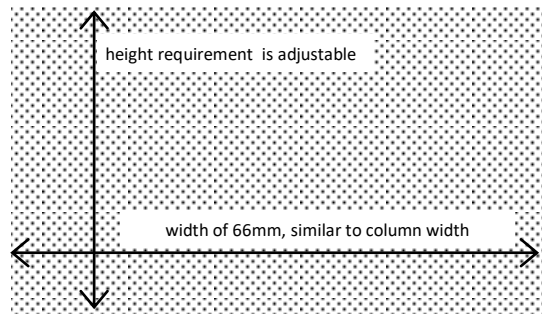 height requirement  is adjustable
width of 66mm, similar to column width